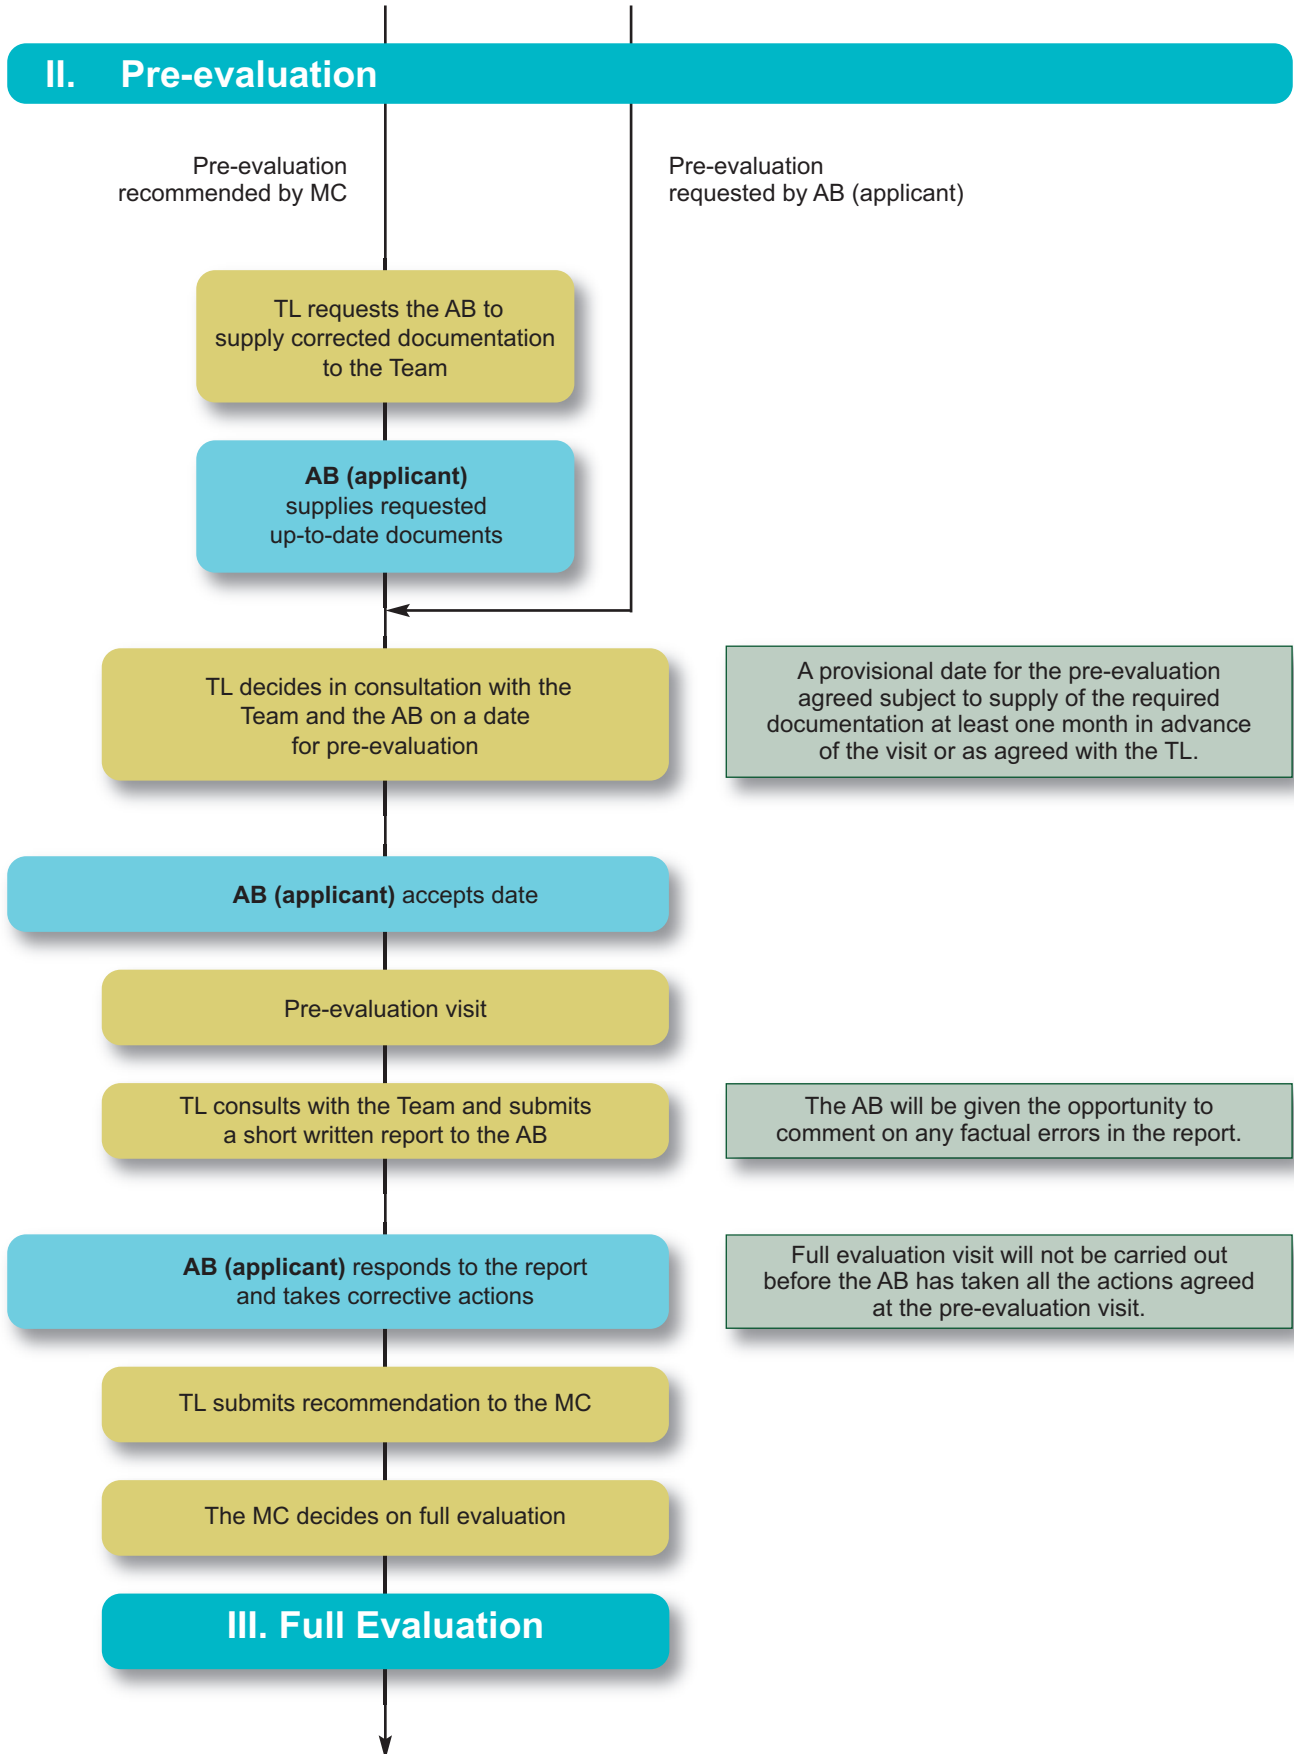 II. Pre-evaluation
Pre-evaluation
recommended by MC
Pre-evaluation
requested by AB (applicant)
TL requests the AB to
supply corrected documentation
to the Team
AB (applicant)
supplies requested
up-to-date documents
TL decides in consultation with the
Team and the AB on a date
for pre-evaluation
A provisional date for the pre-evaluation
agreed subject to supply of the required
documentation at least one month in advance
of the visit or as agreed with the TL.
AB (applicant) accepts date
Pre-evaluation visit
TL consults with the Team and submits
a short written report to the AB
The AB will be given the opportunity to
comment on any factual errors in the report.
AB (applicant) responds to the report
and takes corrective actions
Full evaluation visit will not be carried out
before the AB has taken all the actions agreed
at the pre-evaluation visit.
TL submits recommendation to the MC
The MC decides on full evaluation
III. Full Evaluation